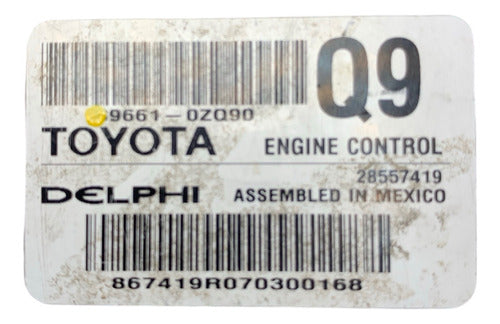 Q9
9661-0ZQ90
TOYOTA ENGINE CONTROL
28557419
DELPHI ASSEMBLED IN MEXICO
867419R070300168